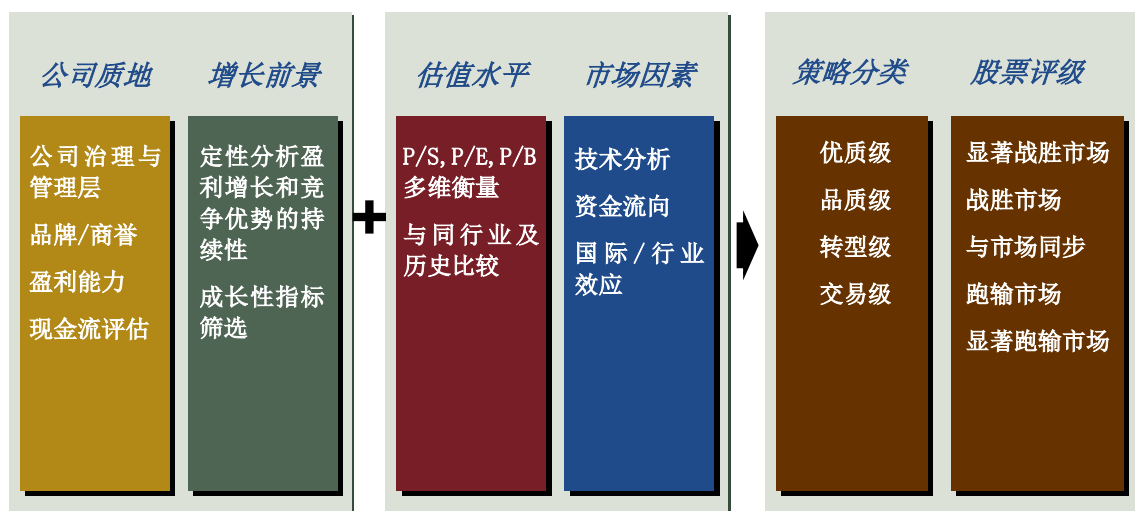 公司质地
公司治理与
管理层
品牌/商誉
盈利能力
现金流评估
增长前景
定性分析盈
利增长和竞
争优势的持
续性
成长性指标
筛选
估值水平
P/S,P/E,P/B
多维衡量
与同行业及
历史比较
市场因素
技术分析
资金流向
国际/行业
效应
策略分类
优质级
品质级
转型级
交易级
股票评级
显著战胜市场
战胜市场
与市场同步
跑输市场
显著跑输市场